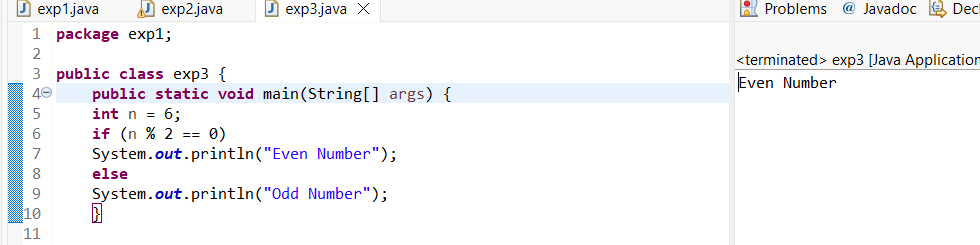 exp1.java exp2.java exp3.java
Problems @ Javadoc
1 package exp1;
2
3 public class exp3 {
4 public static void main(String[] args) {
5 int n = 6;
6 if (n % 2 == 0)
7 System.out.println("Even Number");
8 else
9 System.out.println("Odd Number");
10 }
11
<terminated> exp3 [Java Application
Even Number